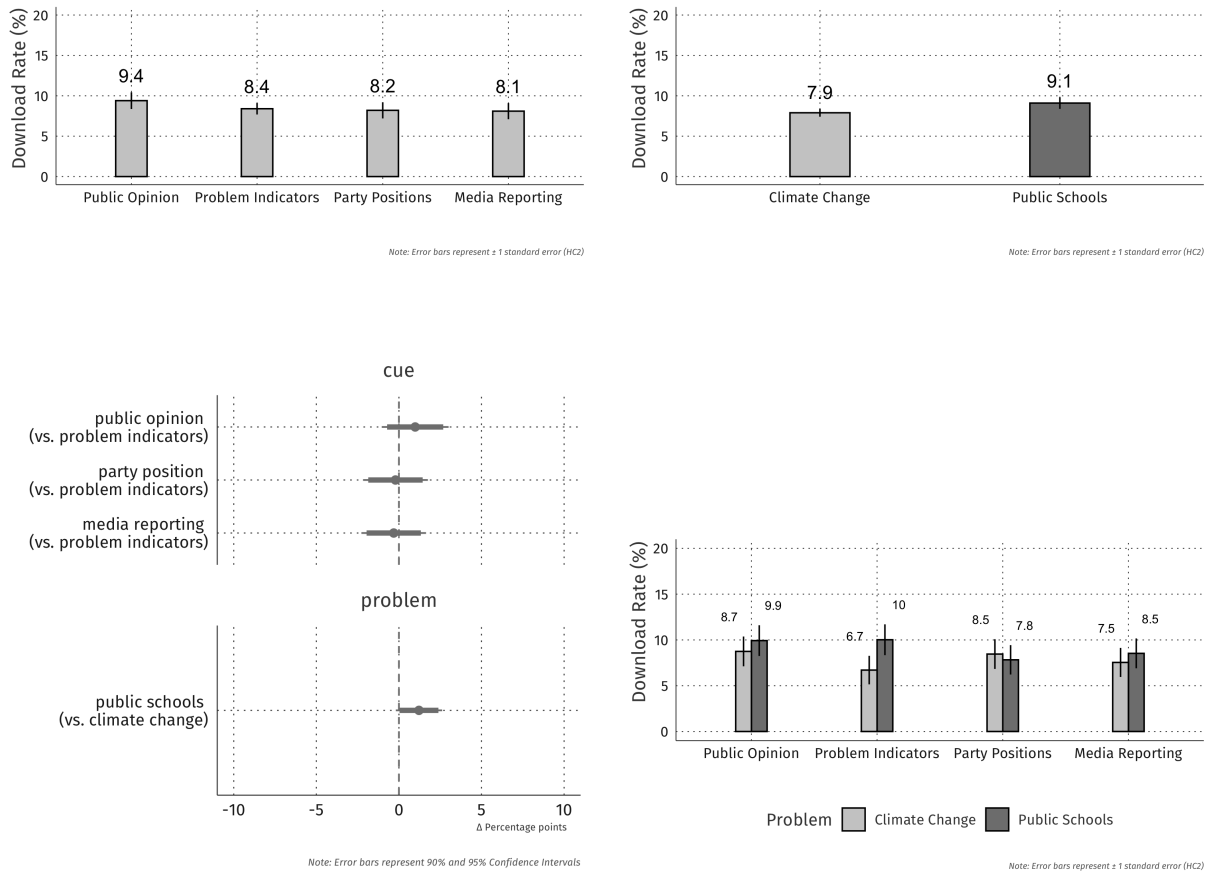 Download Rate (%)
20
15
10
5
0
9.4
8.4
8.2
8.1
Public Opinion
Problem Indicators
Party Positions
Media Reporting
Note: Error bars represent ± 1 standard error (HC2)
Download Rate (%)
20
15
10
5
0
7.9
9.1
Climate Change
Public Schools
Note: Error bars represent ± 1 standard error (HC2)
cue
public opinion
(vs. problem indicators)
party position
(vs. problem indicators)
media reporting
(vs. problem indicators)
problem
public schools
(vs. climate change)
-10
-5
0
5
10
Δ Percentage points
Note: Error bars represent 90% and 95% Confidence Intervals
Download Rate (%)
20
15
10
5
0
8.7
9.9
6.7
10
8.5
7.8
7.5
8.5
Public Opinion
Problem Indicators
Party Positions
Media Reporting
Problem
Climate Change
Public Schools
Note: Error bars represent ± 1 standard error (HC2)